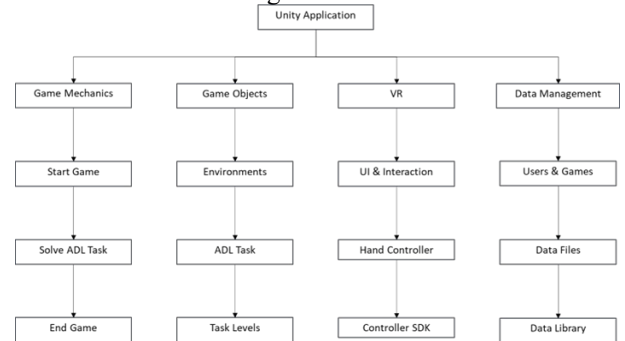 Unity Application
Game Mechanics
Game Objects
VR
Data Management
Start Game
Environments
UI & Interaction
Users & Games
Solve ADL Task
ADL Task
Hand Controller
Data Files
End Game
Task Levels
Controller SDK
Data Library